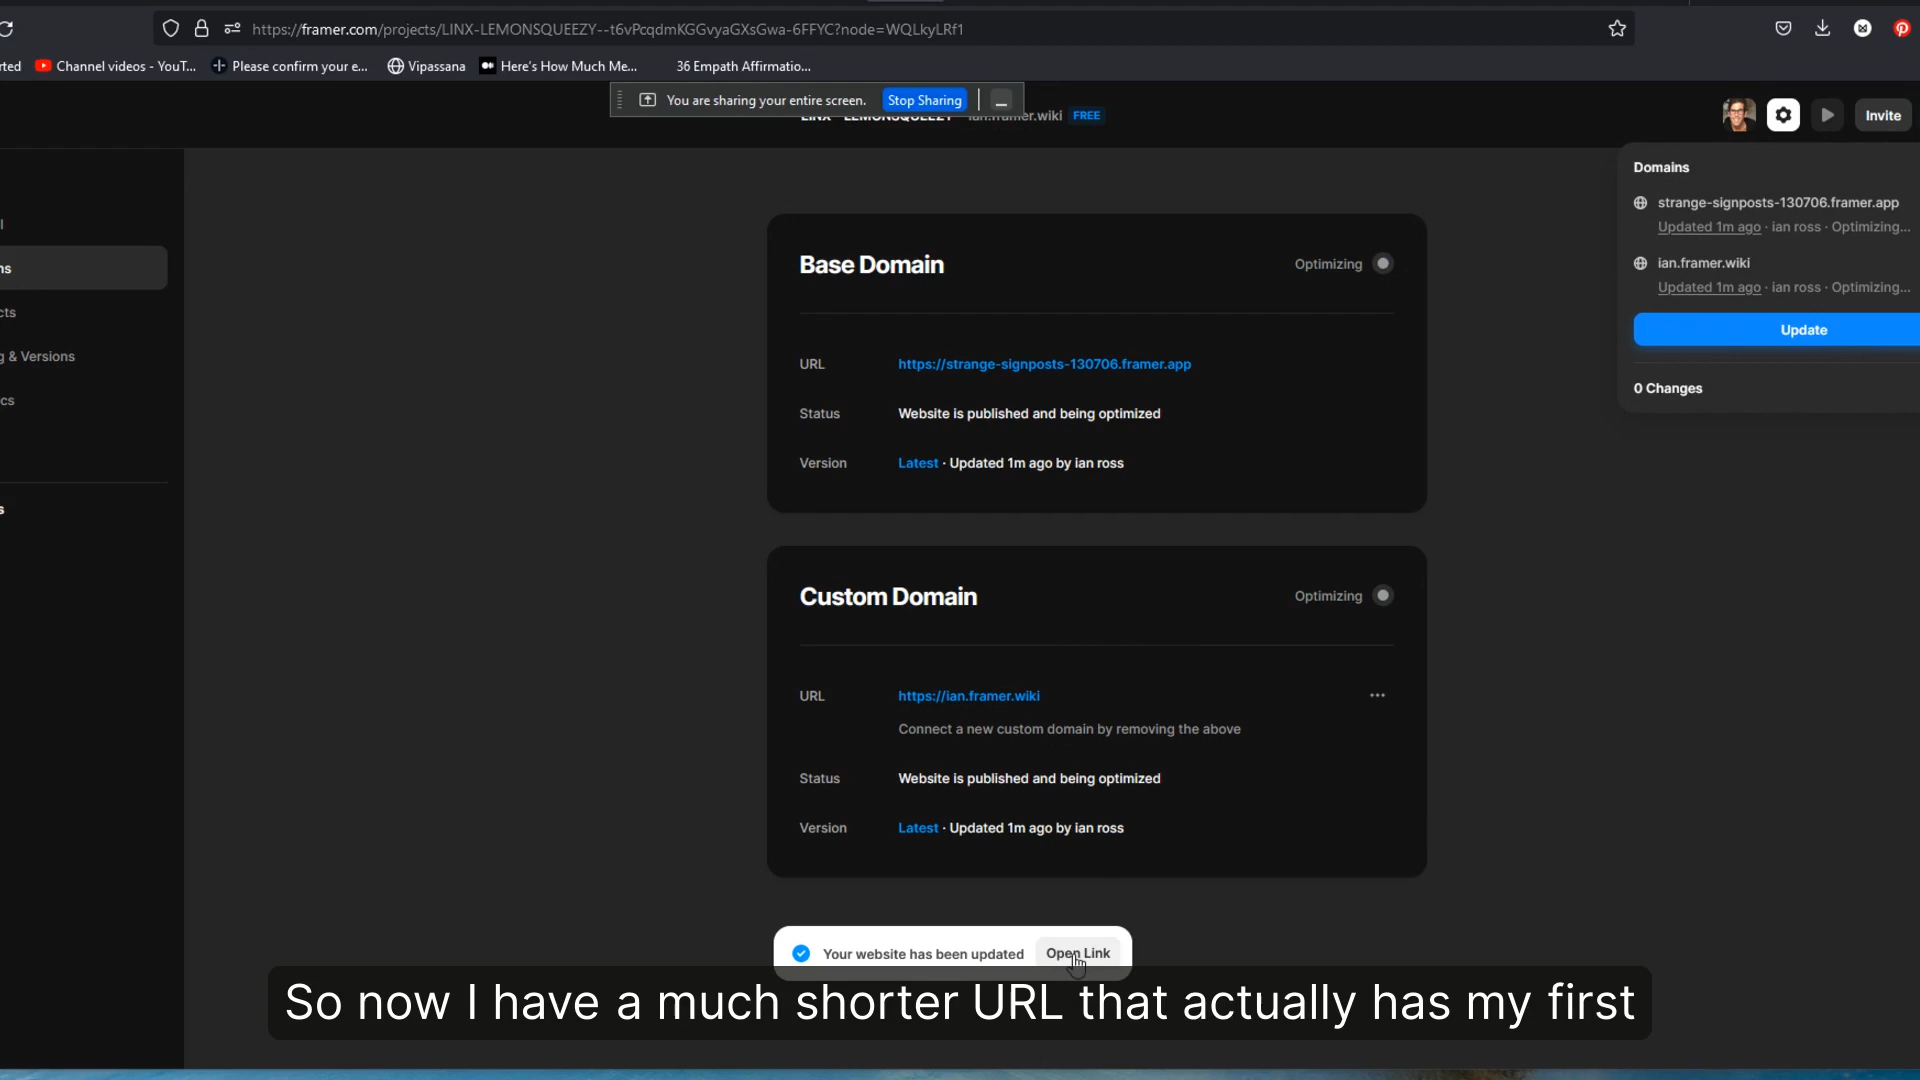 https://framer.com/projects/LINX-LEMONSQUEEZY--t6vPcqdmKGGvyaGXsGwa-6FFYC?node=WQLkyLRf1
rted Channel videos - YouT... Please confirm your e... Vipassana Here's How Much Me... 36 Empath Affirmatio...
You are sharing your entire screen. Stop Sharing
LINX - LEMONSQUEEZY ian.framer.wiki FREE
Invite
Domains
strange-signposts-130706.framer.app
Updated 1m ago · ian ross · Optimizing...
ian.framer.wiki
Updated 1m ago · ian ross · Optimizing...
Update
0 Changes
l
ns
cts
g & Versions
cs
s
Base Domain Optimizing
URL https://strange-signposts-130706.framer.app
Status Website is published and being optimized
Version Latest · Updated 1m ago by ian ross
Custom Domain Optimizing
URL https://ian.framer.wiki
Connect a new custom domain by removing the above
Status Website is published and being optimized
Version Latest · Updated 1m ago by ian ross
Your website has been updated Open Link
So now I have a much shorter URL that actually has my first